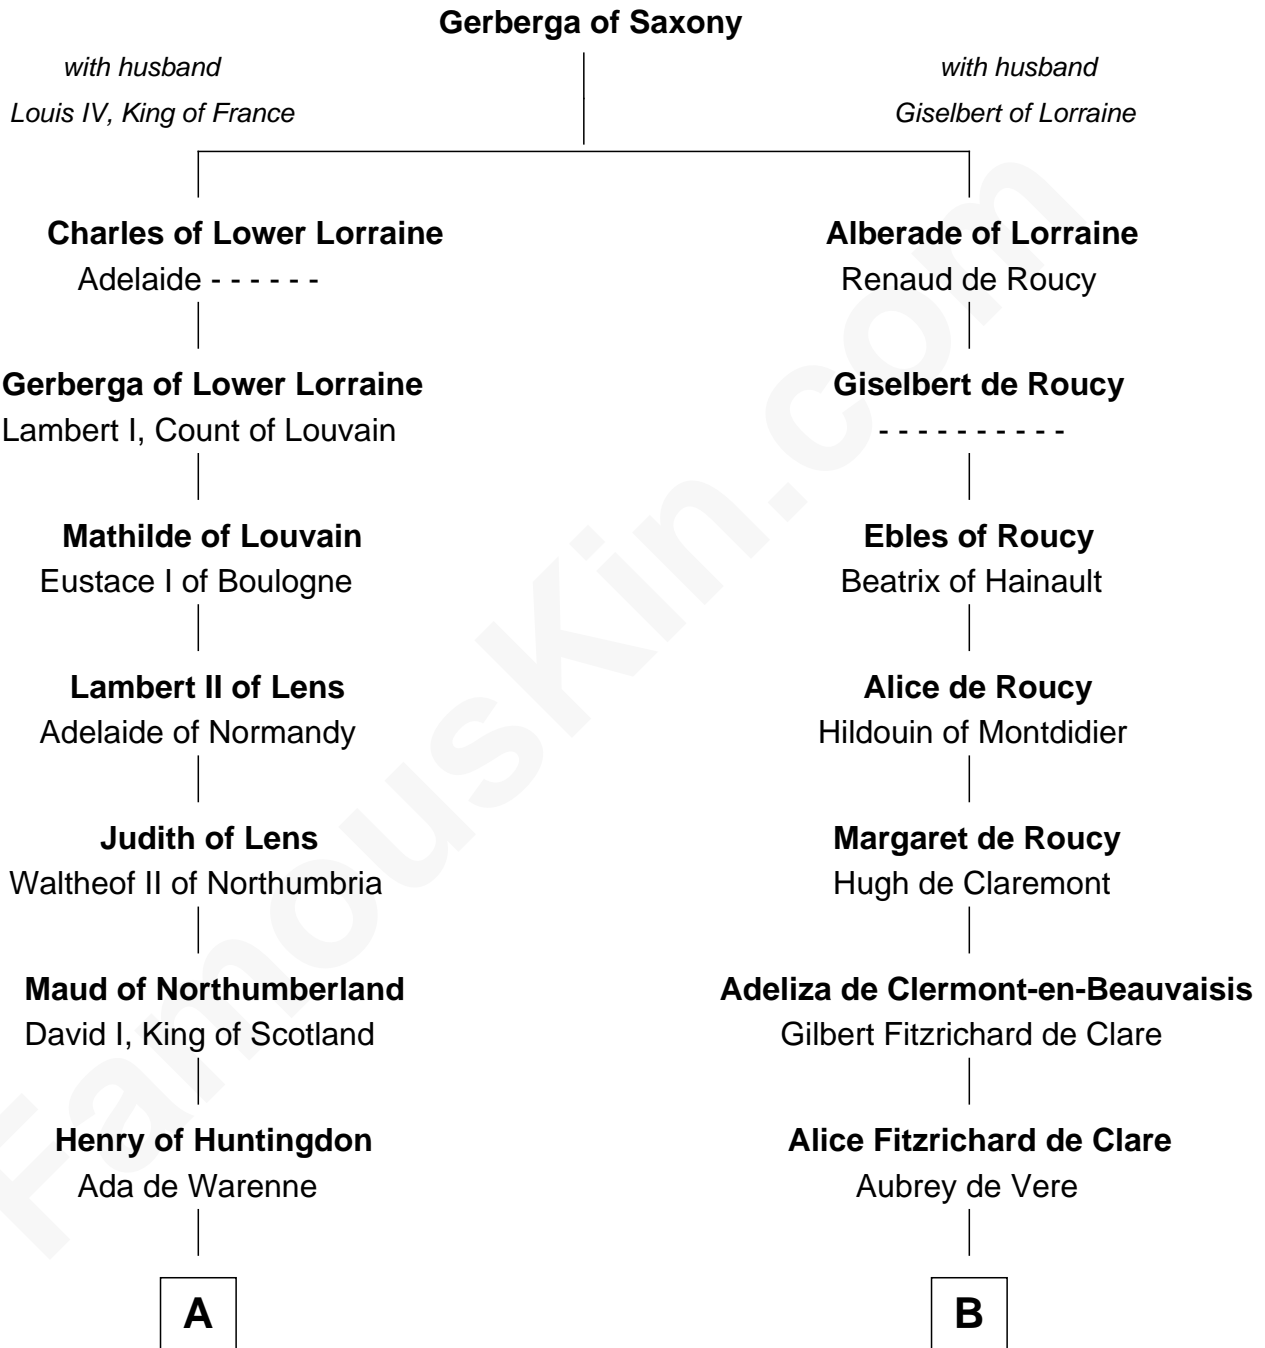 Gerberga of Saxony
with husband
Louis IV, King of France
with husband
Giselbert of Lorraine
Charles of Lower Lorraine
Adelaide - - - - - -
Alberade of Lorraine
Renaud de Roucy
Gerberga of Lower Lorraine
Lambert I, Count of Louvain
Giselbert de Roucy
- - - - - - - - - -
Mathilde of Louvain
Eustace I of Boulogne
Ebles of Roucy
Beatrix of Hainault
Lambert II of Lens
Adelaide of Normandy
Alice de Roucy
Hildouin of Montdidier
Judith of Lens
Waltheof II of Northumbria
Margaret de Roucy
Hugh de Claremont
Maud of Northumberland
David I, King of Scotland
Adeliza de Clermont-en-Beauvaisis
Gilbert Fitzrichard de Clare
Henry of Huntingdon
Ada de Warenne
Alice Fitzrichard de Clare
Aubrey de Vere
A
B
FamousKin.com